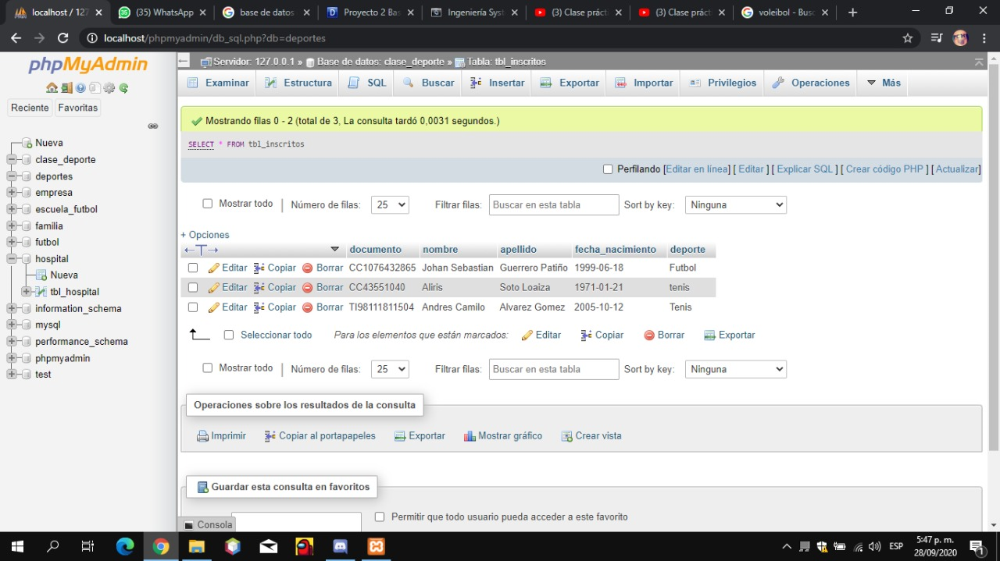 localhost / 127
(35) WhatsApp
base de datos
Proyecto 2 Bas
Ingeniería Syst
(3) Clase práct
(3) Clase práct
voleibol - Busc
localhost/phpmyadmin/db_sql.php?db=deportes
phpMyAdmin
Reciente Favoritas
Nueva
clase_deporte
deportes
empresa
escuela_futbol
familia
futbol
hospital
Nueva
tbl_hospital
information_schema
mysql
performance_schema
phpmyadmin
test
Servidor: 127.0.0.1 » Base de datos: clase_deporte » Tabla: tbl_inscritos
Examinar Estructura SQL Buscar Insertar Exportar Importar Privilegios Operaciones Más
Mostrando filas 0 - 2 (total de 3, La consulta tardó 0,0031 segundos.)
SELECT * FROM tbl_inscritos
Perfilando [Editar en línea] [ Editar ] [ Explicar SQL ] [ Crear código PHP ] [ Actualizar]
Mostrar todo | Número de filas: 25 Filtrar filas: Buscar en esta tabla Sort by key: Ninguna
+ Opciones
←T→ documento nombre apellido fecha_nacimiento deporte
Editar Copiar Borrar CC1076432865 Johan Sebastian Guerrero Patiño 1999-06-18 Futbol
Editar Copiar Borrar CC43551040 Aliris Soto Loaiza 1971-01-21 tenis
Editar Copiar Borrar TI98111811504 Andres Camilo Alvarez Gomez 2005-10-12 Tenis
Seleccionar todo Para los elementos que están marcados: Editar Copiar Borrar Exportar
Mostrar todo | Número de filas: 25 Filtrar filas: Buscar en esta tabla Sort by key: Ninguna
Operaciones sobre los resultados de la consulta
Imprimir Copiar al portapapeles Exportar Mostrar gráfico Crear vista
Guardar esta consulta en favoritos
Permitir que todo usuario pueda acceder a este favorito
Consola
ESP
5:47 p. m.
28/09/2020
1